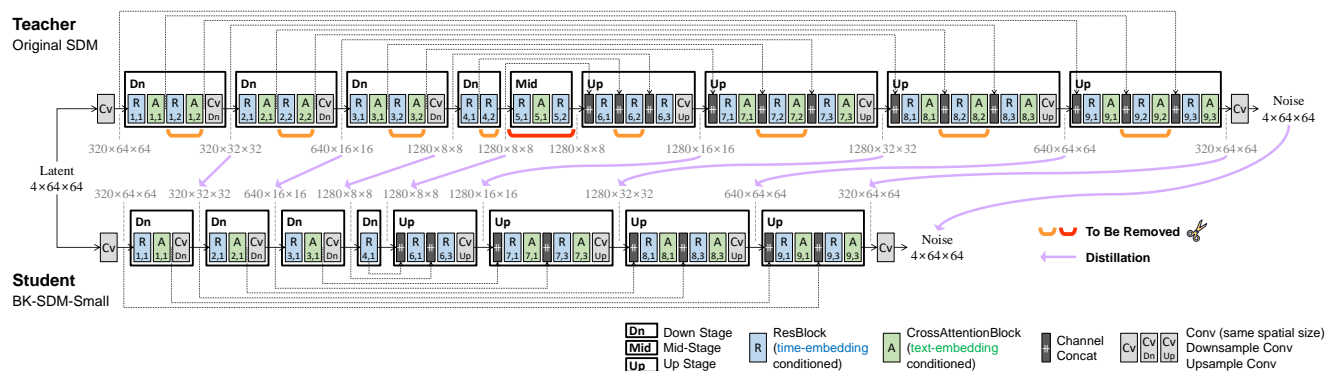 Teacher
Original SDM
Dn Dn Dn Dn Mid Up Up Up Up
Cv R 1,1 A 1,1 R 1,2 A 1,2 Cv Dn R 2,1 A 2,1 R 2,2 A 2,2 Cv Dn R 3,1 A 3,1 R 3,2 A 3,2 Cv Dn R 4,1 R 4,2 R 5,1 A 5,1 R 5,2 R 6,1 R 6,2 R 6,3 Cv Up R 7,1 A 7,1 R 7,2 A 7,2 R 7,3 A 7,3 Cv Up R 8,1 A 8,1 R 8,2 A 8,2 R 8,3 A 8,3 Cv Up R 9,1 A 9,1 R 9,2 A 9,2 R 9,3 A 9,3 Cv
Noise
4×64×64
320×64×64 320×32×32 640×16×16 1280×8×8 1280×8×8 1280×8×8 1280×16×16 1280×32×32 640×64×64 320×64×64
Latent
4×64×64
320×64×64 320×32×32 640×16×16 1280×8×8 1280×8×8 1280×16×16 1280×32×32 640×64×64 320×64×64
Dn Dn Dn Dn Up Up Up Up
Cv R 1,1 A 1,1 Cv Dn R 2,1 A 2,1 Cv Dn R 3,1 A 3,1 Cv Dn R 4,1 R 6,1 R 6,3 Cv Up R 7,1 A 7,1 R 7,3 A 7,3 Cv Up R 8,1 A 8,1 R 8,3 A 8,3 Cv Up R 9,1 A 9,1 R 9,3 A 9,3 Cv
Noise
4×64×64
To Be Removed
Distillation
Student
BK-SDM-Small
Dn Down Stage
Mid Mid-Stage
Up Up Stage
R ResBlock
(time-embedding
conditioned)
A CrossAttentionBlock
(text-embedding
conditioned)
Channel
Concat
Cv Cv Dn Cv Up
Conv (same spatial size)
Downsample Conv
Upsample Conv